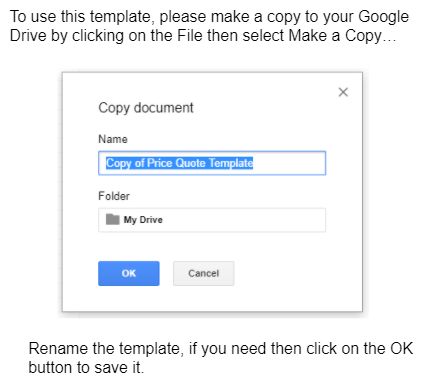 To use this template, please make a copy to your Google
Drive by clicking on the File then select Make a Copy...
Copy document
Name
Copy of Price Quote Template
Folder
My Drive
OK
Cancel
Rename the template, if you need then click on the OK
button to save it.